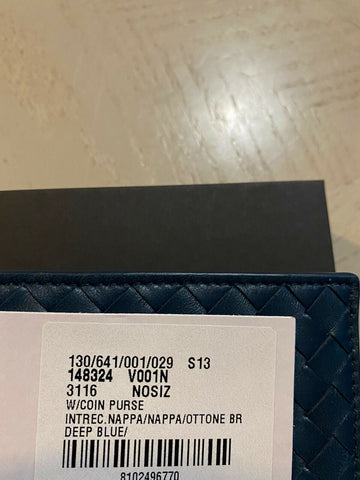 130/641/001/029 S13
148324 V001N
3116 NOSIZ
W/COIN PURSE
INTREC.NAPPA/NAPPA/OTTONE BR
DEEP BLUE/
8102496770